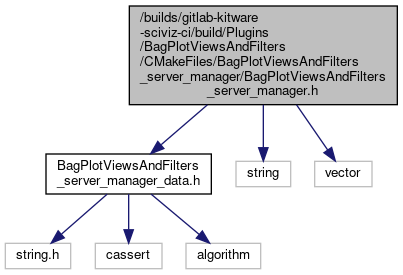 /builds/gitlab-kitware
-sciviz-ci/build/Plugins
/BagPlotViewsAndFilters
/CMakeFiles/BagPlotViewsAndFilters
_server_manager/BagPlotViewsAndFilters
_server_manager.h
BagPlotViewsAndFilters
_server_manager_data.h
string
vector
string.h
cassert
algorithm